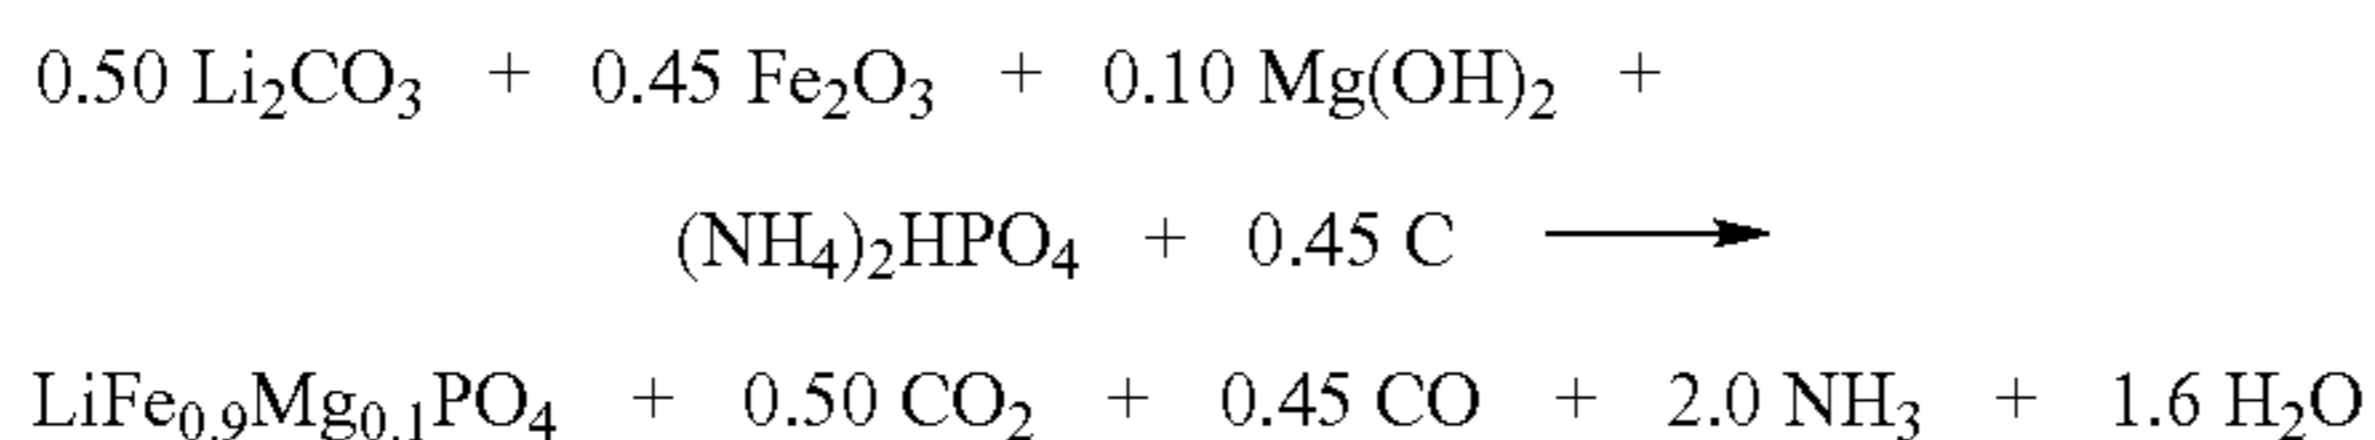 0.50 Li₂CO₃ + 0.45 Fe₂O₃ + 0.10 Mg(OH)₂ +
(NH₄)₂HPO₄ + 0.45 C ⟶
LiFe₀.₉Mg₀.₁PO₄ + 0.50 CO₂ + 0.45 CO + 2.0 NH₃ + 1.6 H₂O